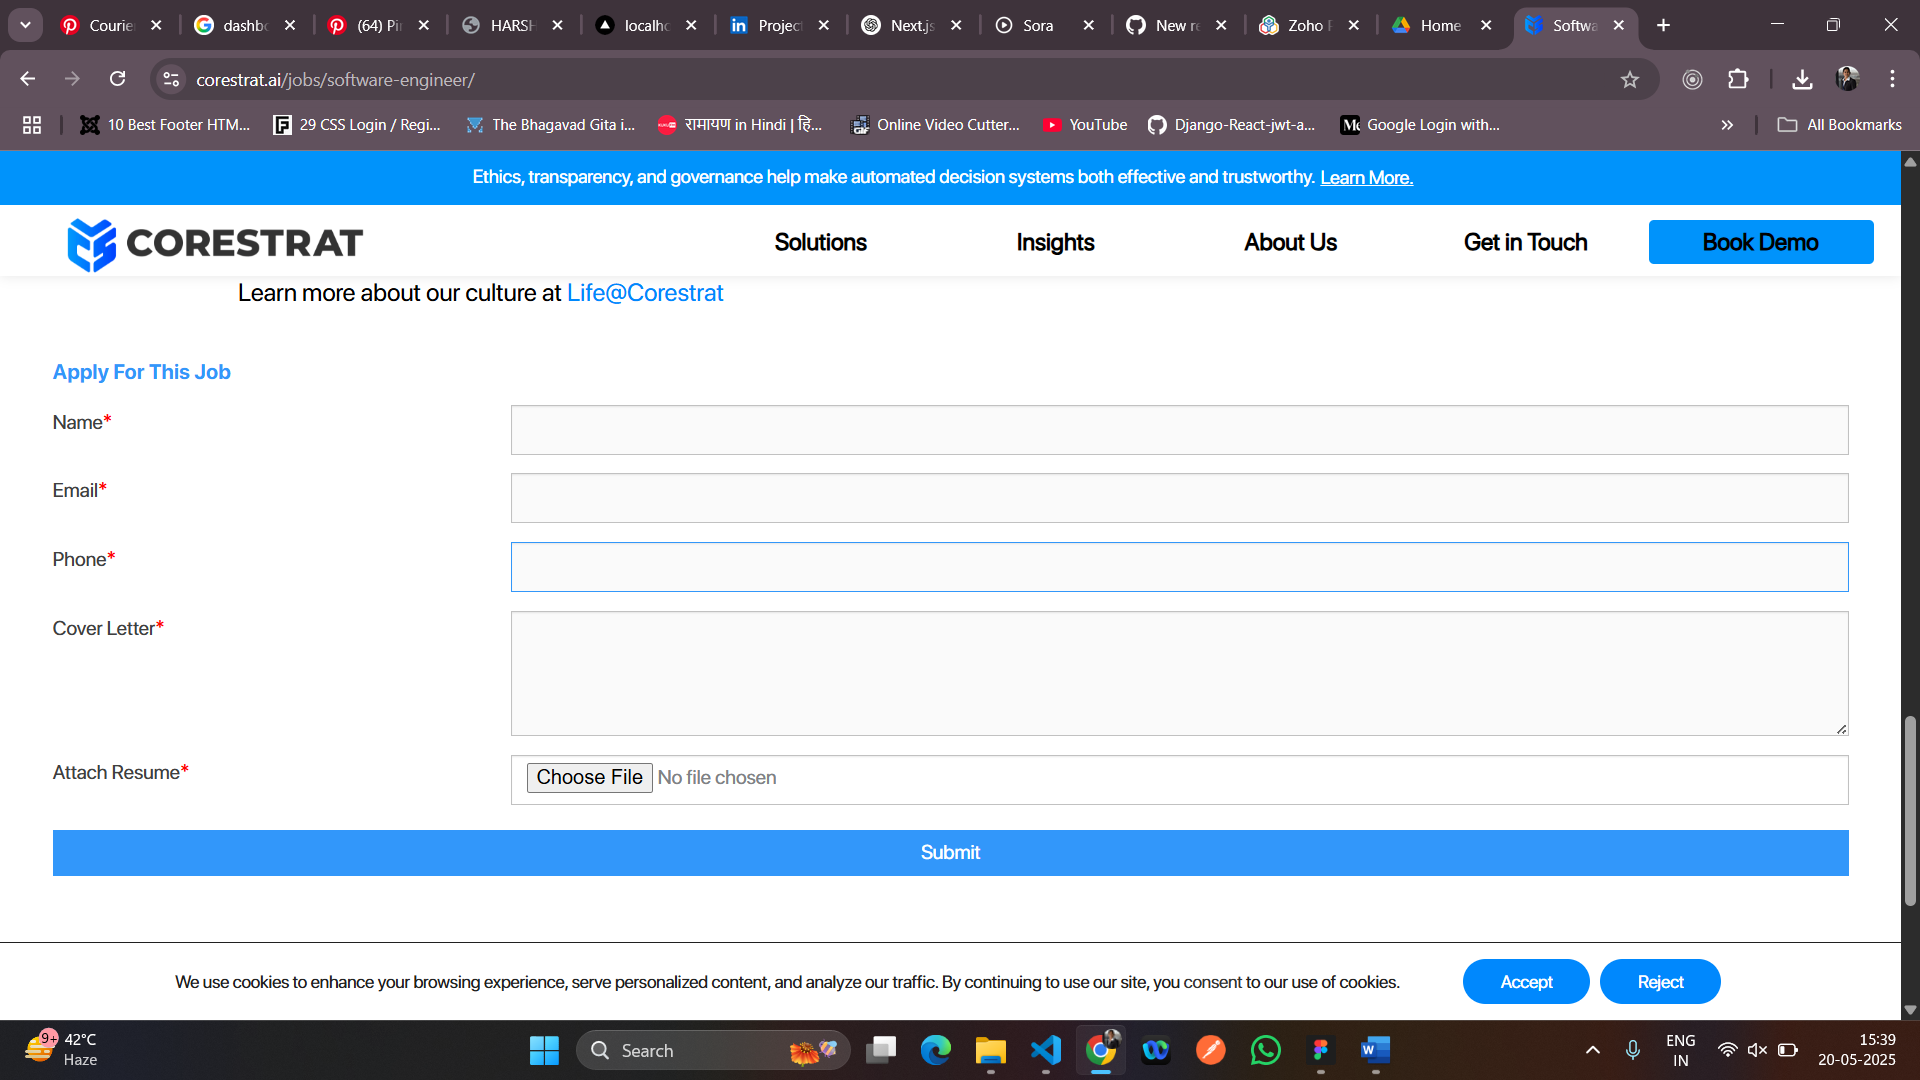 Courie
dashbo
(64) Pin
HARSH
localho
Project
Next.js
Sora
New re
Zoho P
Home
Softwa
corestrat.ai/jobs/software-engineer/
10 Best Footer HTM...
29 CSS Login / Regi...
The Bhagavad Gita i...
रामायण in Hindi | हि...
Online Video Cutter...
YouTube
Django-React-jwt-a...
Google Login with...
All Bookmarks
Ethics, transparency, and governance help make automated decision systems both effective and trustworthy. Learn More.
CORESTRAT
Solutions
Insights
About Us
Get in Touch
Book Demo
Learn more about our culture at Life@Corestrat
Apply For This Job
Name*
Email*
Phone*
Cover Letter*
Attach Resume*
Choose File No file chosen
Submit
We use cookies to enhance your browsing experience, serve personalized content, and analyze our traffic. By continuing to use our site, you consent to our use of cookies.
Accept
Reject
9+
42°C
Haze
Search
ENG
IN
15:39
20-05-2025